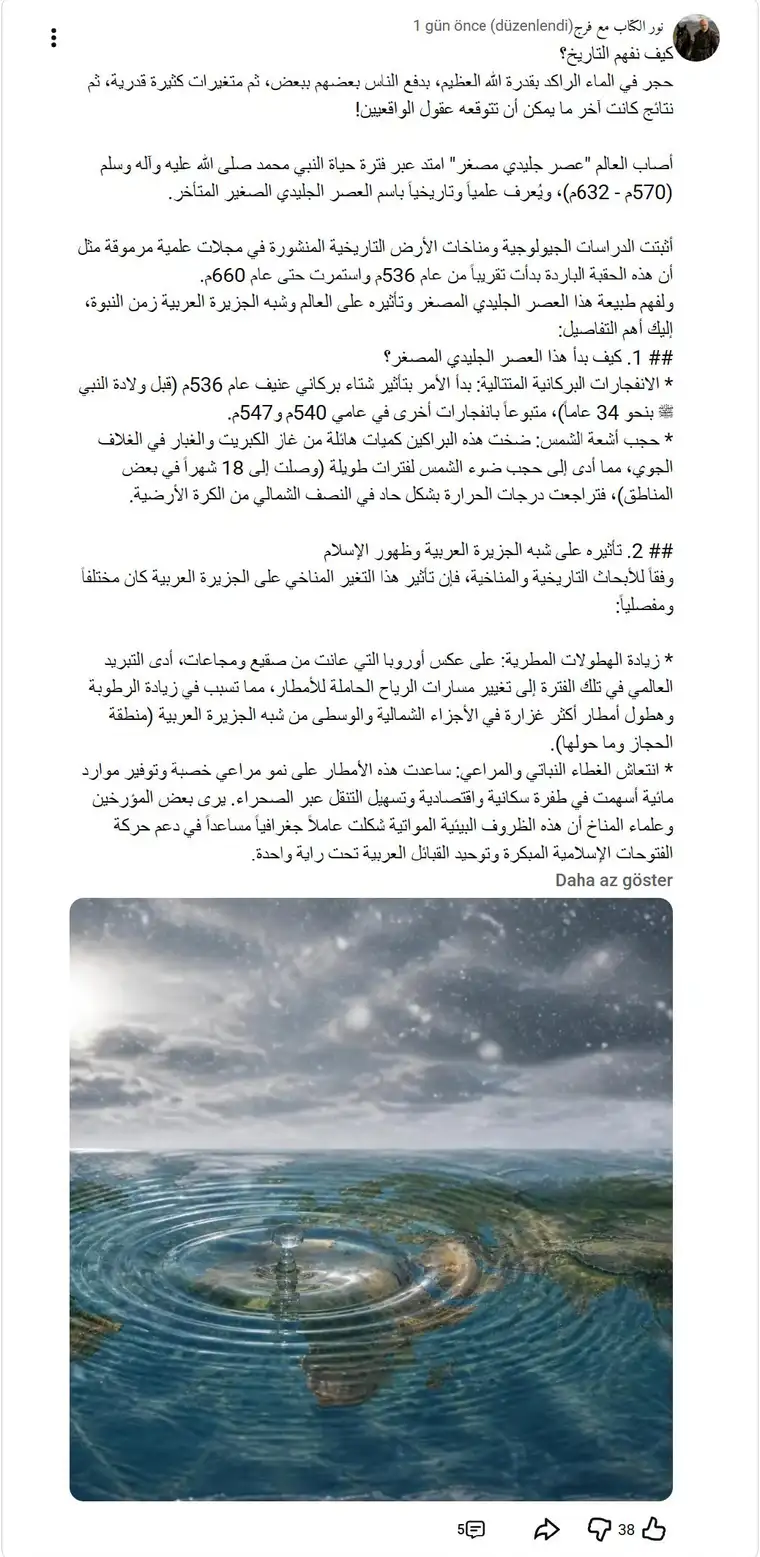 نور الكتاب مع فرج 1 gün önce (düzenlendi)
كيف نفهم التاريخ؟
حجر في الماء الراكد بقدرة الله العظيم، بدفع الناس بعضهم ببعض، ثم متغيرات كثيرة قدرية، ثم
نتائج كانت آخر ما يمكن أن تتوقعه عقول الواقعيين!
أصاب العالم "عصر جليدي مصغر" امتد عبر فترة حياة النبي محمد صلى الله عليه وآله وسلم
(570م - 632م)، ويُعرف علمياً وتاريخياً باسم العصر الجليدي الصغير المتأخر.
أثبتت الدراسات الجيولوجية ومناخات الأرض التاريخية المنشورة في مجلات علمية مرموقة مثل
أن هذه الحقبة الباردة بدأت تقريباً من عام 536م واستمرت حتى عام 660م.
ولفهم طبيعة هذا العصر الجليدي المصغر وتأثيره على العالم وشبه الجزيرة العربية زمن النبوة،
إليك أهم التفاصيل:
## 1. كيف بدأ هذا العصر الجليدي المصغر؟
* الانفجارات البركانية المتتالية: بدأ الأمر بتأثير شتاء بركاني عنيف عام 536م (قبل ولادة النبي
ﷺ بنحو 34 عاماً)، متبوعاً بانفجارات أخرى في عامي 540م و547م.
* حجب أشعة الشمس: ضخت هذه البراكين كميات هائلة من غاز الكبريت والغبار في الغلاف
الجوي، مما أدى إلى حجب ضوء الشمس لفترات طويلة (وصلت إلى 18 شهراً في بعض
المناطق)، فتراجعت درجات الحرارة بشكل حاد في النصف الشمالي من الكرة الأرضية.
## 2. تأثيره على شبه الجزيرة العربية وظهور الإسلام
وفقاً للأبحاث التاريخية والمناخية، فإن تأثير هذا التغير المناخي على الجزيرة العربية كان مختلفاً
ومفصلياً:
* زيادة الهطولات المطرية: على عكس أوروبا التي عانت من صقيع ومجاعات، أدى التبريد
العالمي في تلك الفترة إلى تغيير مسارات الرياح الحاملة للأمطار، مما تسبب في زيادة الرطوبة
وهطول أمطار أكثر غزارة في الأجزاء الشمالية والوسطى من شبه الجزيرة العربية (منطقة
الحجاز وما حولها).
* انتعاش الغطاء النباتي والمراعي: ساعدت هذه الأمطار على نمو مراعي خصبة وتوفير موارد
مائية أسهمت في طفرة سكانية واقتصادية وتسهيل التنقل عبر الصحراء. يرى بعض المؤرخين
وعلماء المناخ أن هذه الظروف البيئية المواتية شكلت عاملاً جغرافياً مساعداً في دعم حركة
الفتوحات الإسلامية المبكرة وتوحيد القبائل العربية تحت راية واحدة.
Daha az göster
38
5